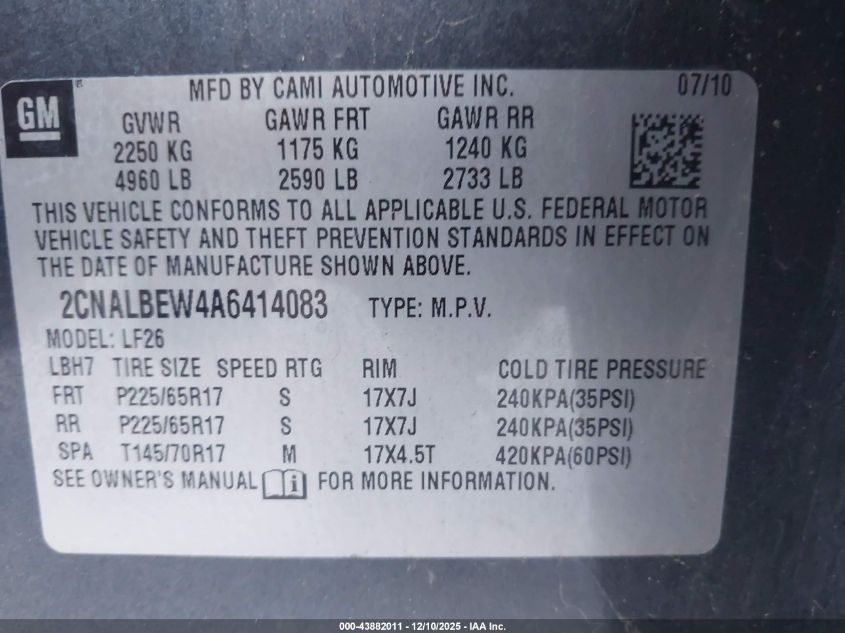 GM MFD BY CAMI AUTOMOTIVE INC. 07/10
GVWR GAWR FRT GAWR RR
2250 KG 1175 KG 1240 KG
4960 LB 2590 LB 2733 LB
THIS VEHICLE CONFORMS TO ALL APPLICABLE U.S. FEDERAL MOTOR
VEHICLE SAFETY AND THEFT PREVENTION STANDARDS IN EFFECT ON
THE DATE OF MANUFACTURE SHOWN ABOVE.
2CNALBEW4A6414083 TYPE: M.P.V.
MODEL: LF26
LBH7 TIRE SIZE SPEED RTG RIM COLD TIRE PRESSURE
FRT P225/65R17 S 17X7J 240KPA(35PSI)
RR P225/65R17 S 17X7J 240KPA(35PSI)
SPA T145/70R17 M 17X4.5T 420KPA(60PSI)
SEE OWNER'S MANUAL i FOR MORE INFORMATION.
000-43882011 - 12/10/2025 - IAA Inc.